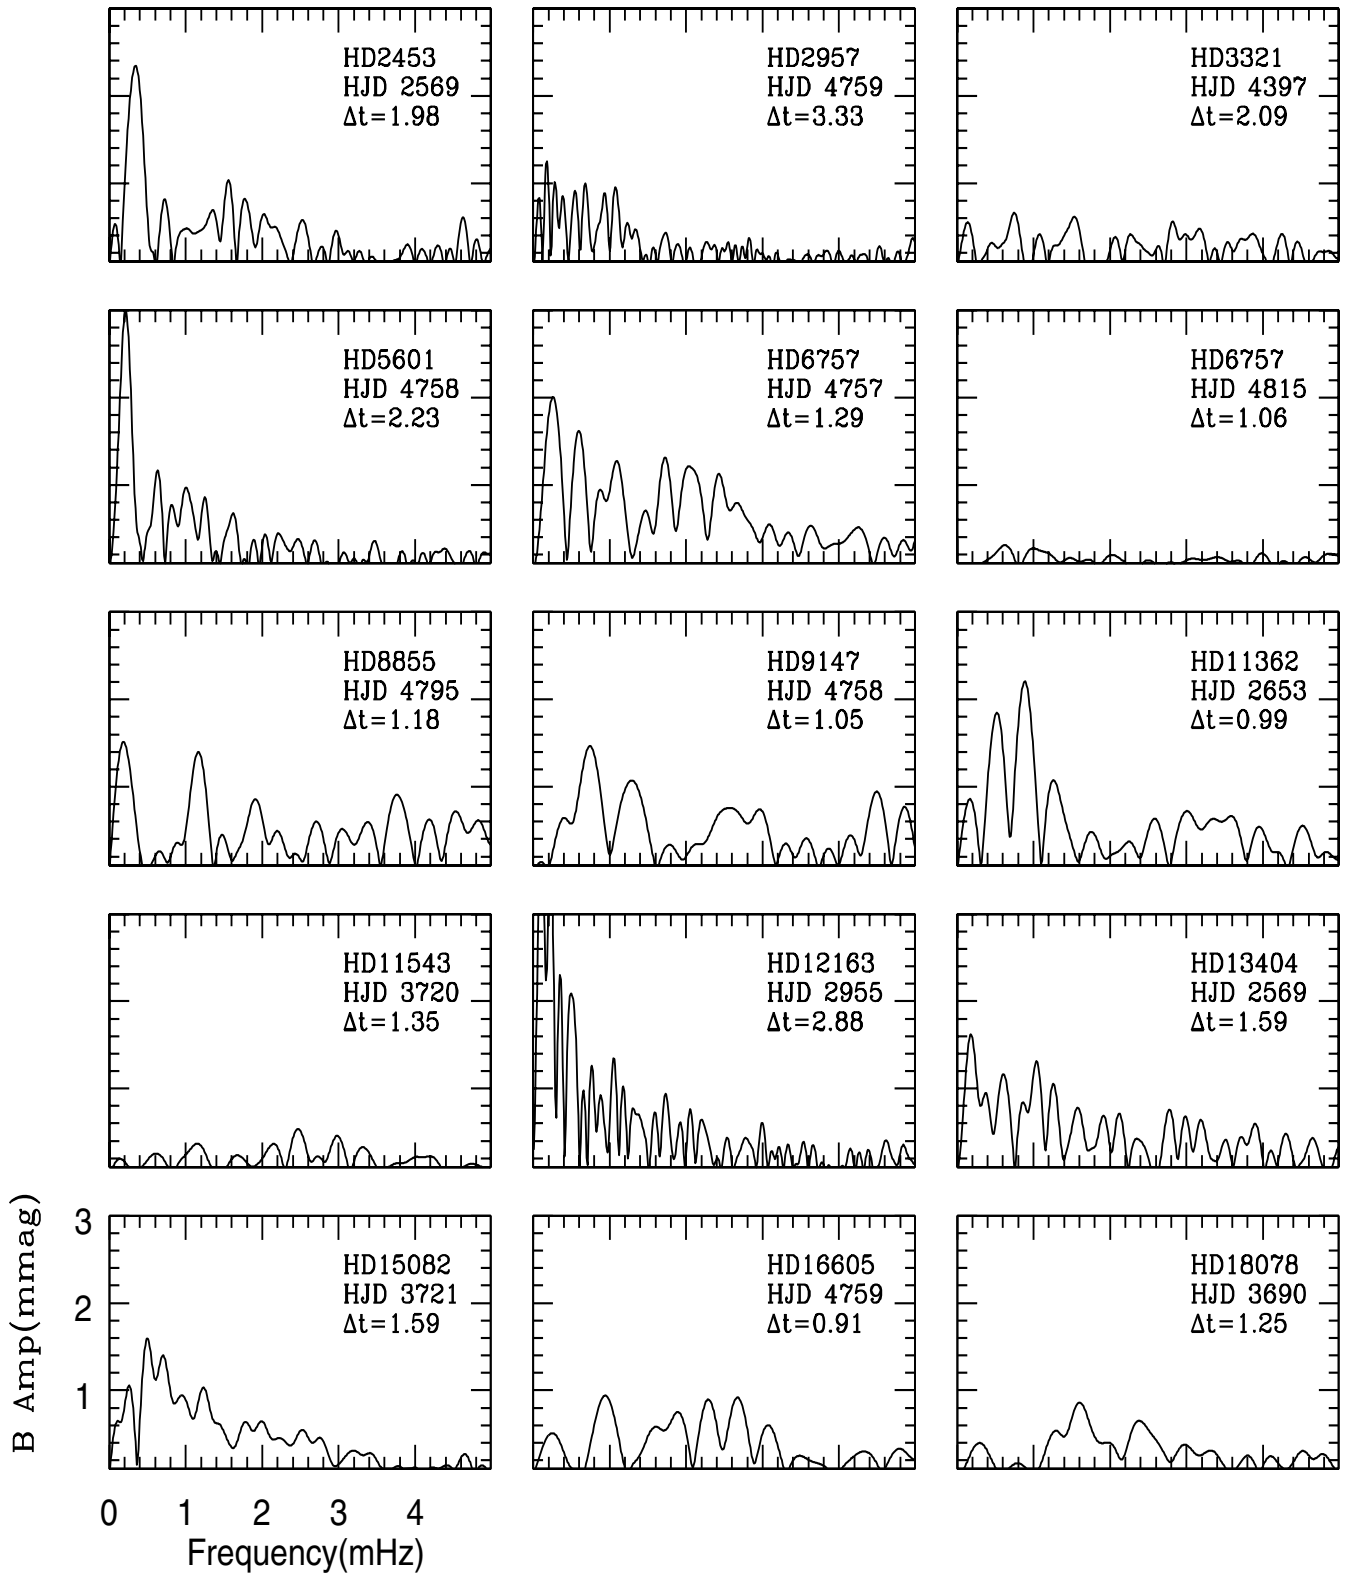 HD2453
HJD 2569
Δt=1.98
HD2957
HJD 4759
Δt=3.33
HD3321
HJD 4397
Δt=2.09
HD5601
HJD 4758
Δt=2.23
HD6757
HJD 4757
Δt=1.29
HD6757
HJD 4815
Δt=1.06
HD8855
HJD 4795
Δt=1.18
HD9147
HJD 4758
Δt=1.05
HD11362
HJD 2653
Δt=0.99
HD11543
HJD 3720
Δt=1.35
HD12163
HJD 2955
Δt=2.88
HD13404
HJD 2569
Δt=1.59
HD15082
HJD 3721
Δt=1.59
HD16605
HJD 4759
Δt=0.91
HD18078
HJD 3690
Δt=1.25
B Amp(mmag)
3
2
1
0 1 2 3 4
Frequency(mHz)